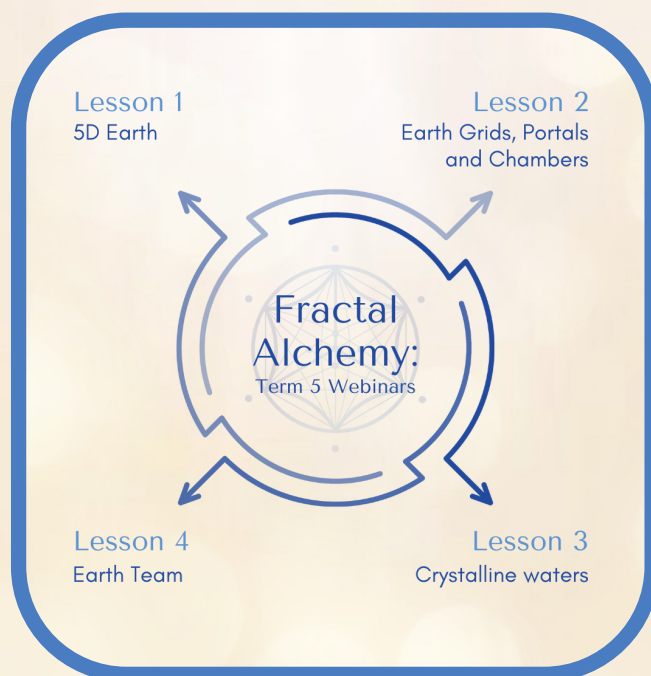 Lesson 1
5D Earth
Lesson 2
Earth Grids, Portals
and Chambers
Fractal
Alchemy:
Term 5 Webinars
Lesson 4
Earth Team
Lesson 3
Crystalline waters